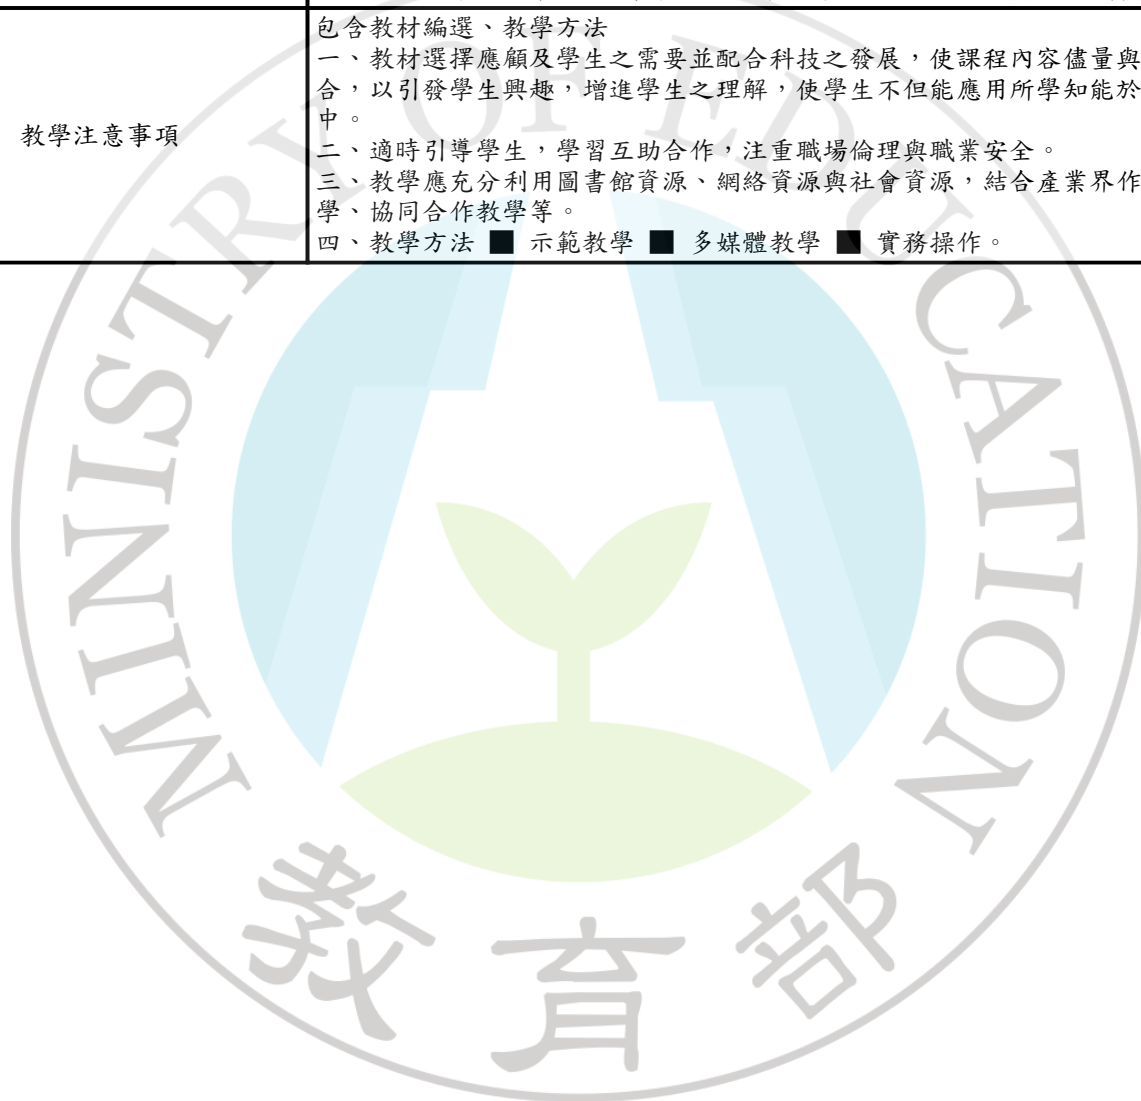 包含教材編選、教學方法
一、教材選擇應顧及學生之需要並配合科技之發展，使課程內容儘量與
合，以引發學生興趣，增進學生之理解，使學生不但能應用所學知能於
中。
教學注意事項
二、適時引導學生，學習互助合作，注重職場倫理與職業安全。
三、教學應充分利用圖書館資源、網絡資源與社會資源，結合產業界作
學、協同合作教學等。
四、教學方法 ■ 示範教學 ■ 多媒體教學 ■ 實務操作。
MINISTRY OF EDUCATION
教育部